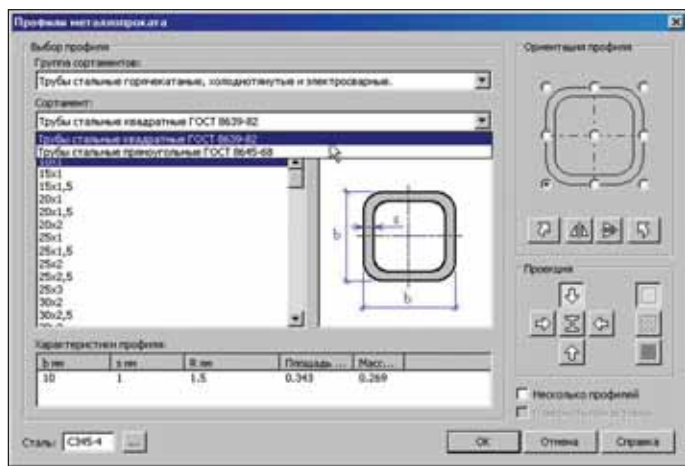 Профили металлопроката
Выбор профиля
Группа сортаментов:
Трубы стальные горячекатаные, холоднотянутые и электросварные.
Сортамент:
Трубы стальные квадратные ГОСТ 8639-82
Трубы стальные квадратные ГОСТ 8639-82
Трубы стальные прямоугольные ГОСТ 8645-68
10x1
15x1
15x1,5
20x1
20x1,5
20x2
25x1
25x1,5
25x2
25x2,5
25x3
30x2
30x2,5
b
s
b
Характеристики профиля:
b мм s мм R мм Площадь ... Масс...
10 1 1.5 0.343 0.269
Сталь: С345-4 ...
Ориентация профиля
Проекция
Несколько профилей
OK Отмена Справка